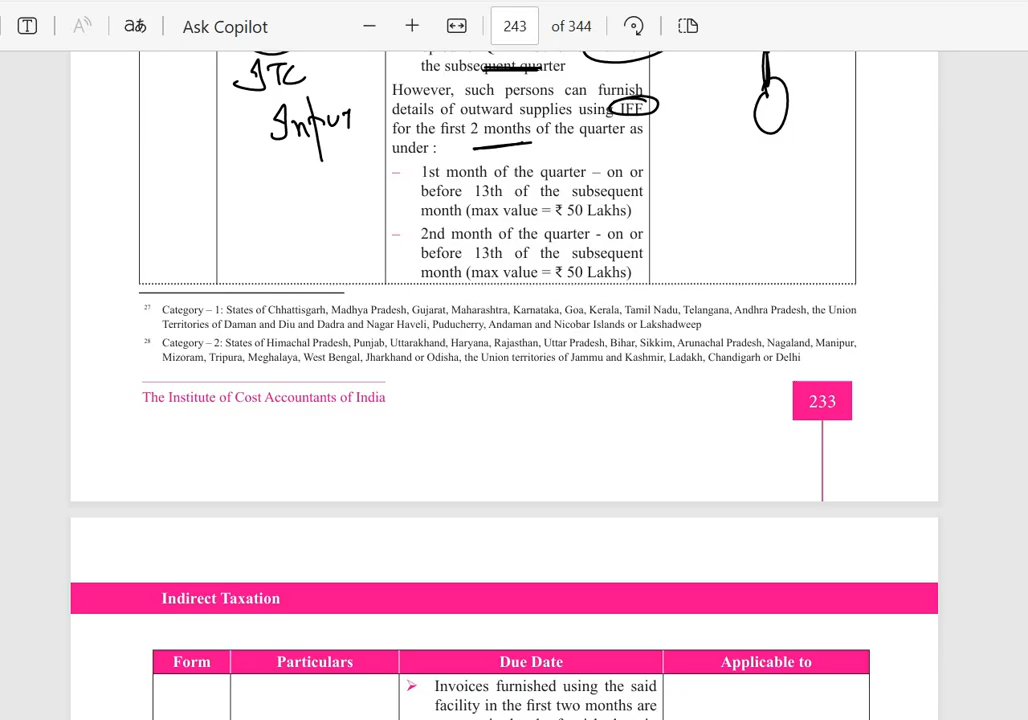 Ask Copilot
243 of 344
the subsequent quarter
ITC
However, such persons can furnish
details of outward supplies using IFF
Input
for the first 2 months of the quarter as
under :
– 1st month of the quarter – on or
before 13th of the subsequent
month (max value = ₹ 50 Lakhs)
– 2nd month of the quarter - on or
before 13th of the subsequent
month (max value = ₹ 50 Lakhs)
27 Category – 1: States of Chhattisgarh, Madhya Pradesh, Gujarat, Maharashtra, Karnataka, Goa, Kerala, Tamil Nadu, Telangana, Andhra Pradesh, the Union
Territories of Daman and Diu and Dadra and Nagar Haveli, Puducherry, Andaman and Nicobar Islands or Lakshadweep
28 Category – 2: States of Himachal Pradesh, Punjab, Uttarakhand, Haryana, Rajasthan, Uttar Pradesh, Bihar, Sikkim, Arunachal Pradesh, Nagaland, Manipur,
Mizoram, Tripura, Meghalaya, West Bengal, Jharkhand or Odisha, the Union territories of Jammu and Kashmir, Ladakh, Chandigarh or Delhi
The Institute of Cost Accountants of India
233
Indirect Taxation
Form Particulars Due Date Applicable to
Invoices furnished using the said
facility in the first two months are